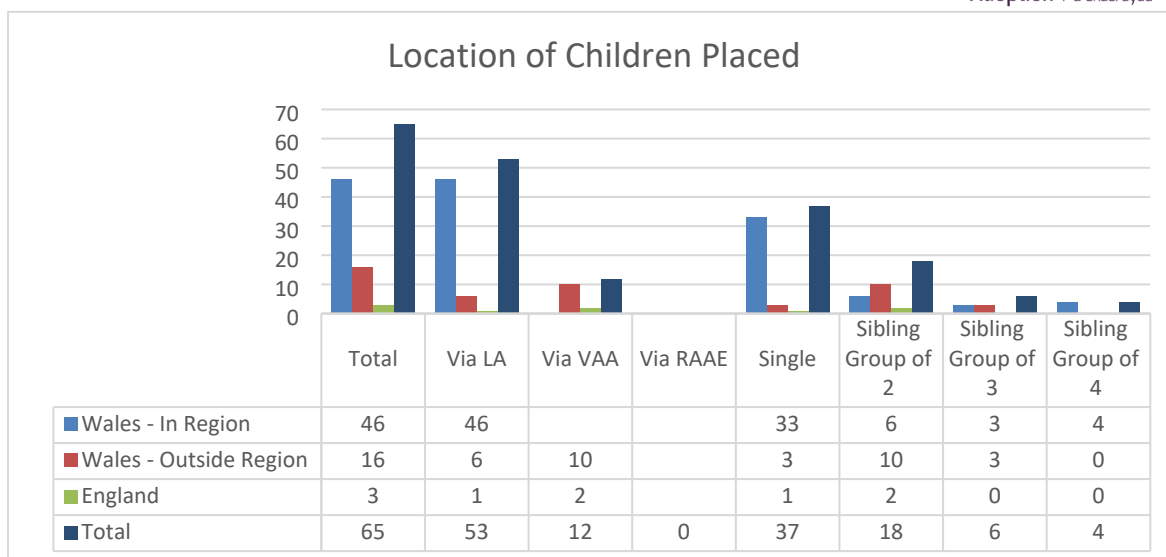 Adoption
Location of Children Placed
70
60
50
40
30
20
10
0
Total Via LA Via VAA Via RAAE Single Sibling Group of 2 Sibling Group of 3 Sibling Group of 4
Wales - In Region 46 46 33 6 3 4
Wales - Outside Region 16 6 10 3 10 3 0
England 3 1 2 1 2 0 0
Total 65 53 12 0 37 18 6 4